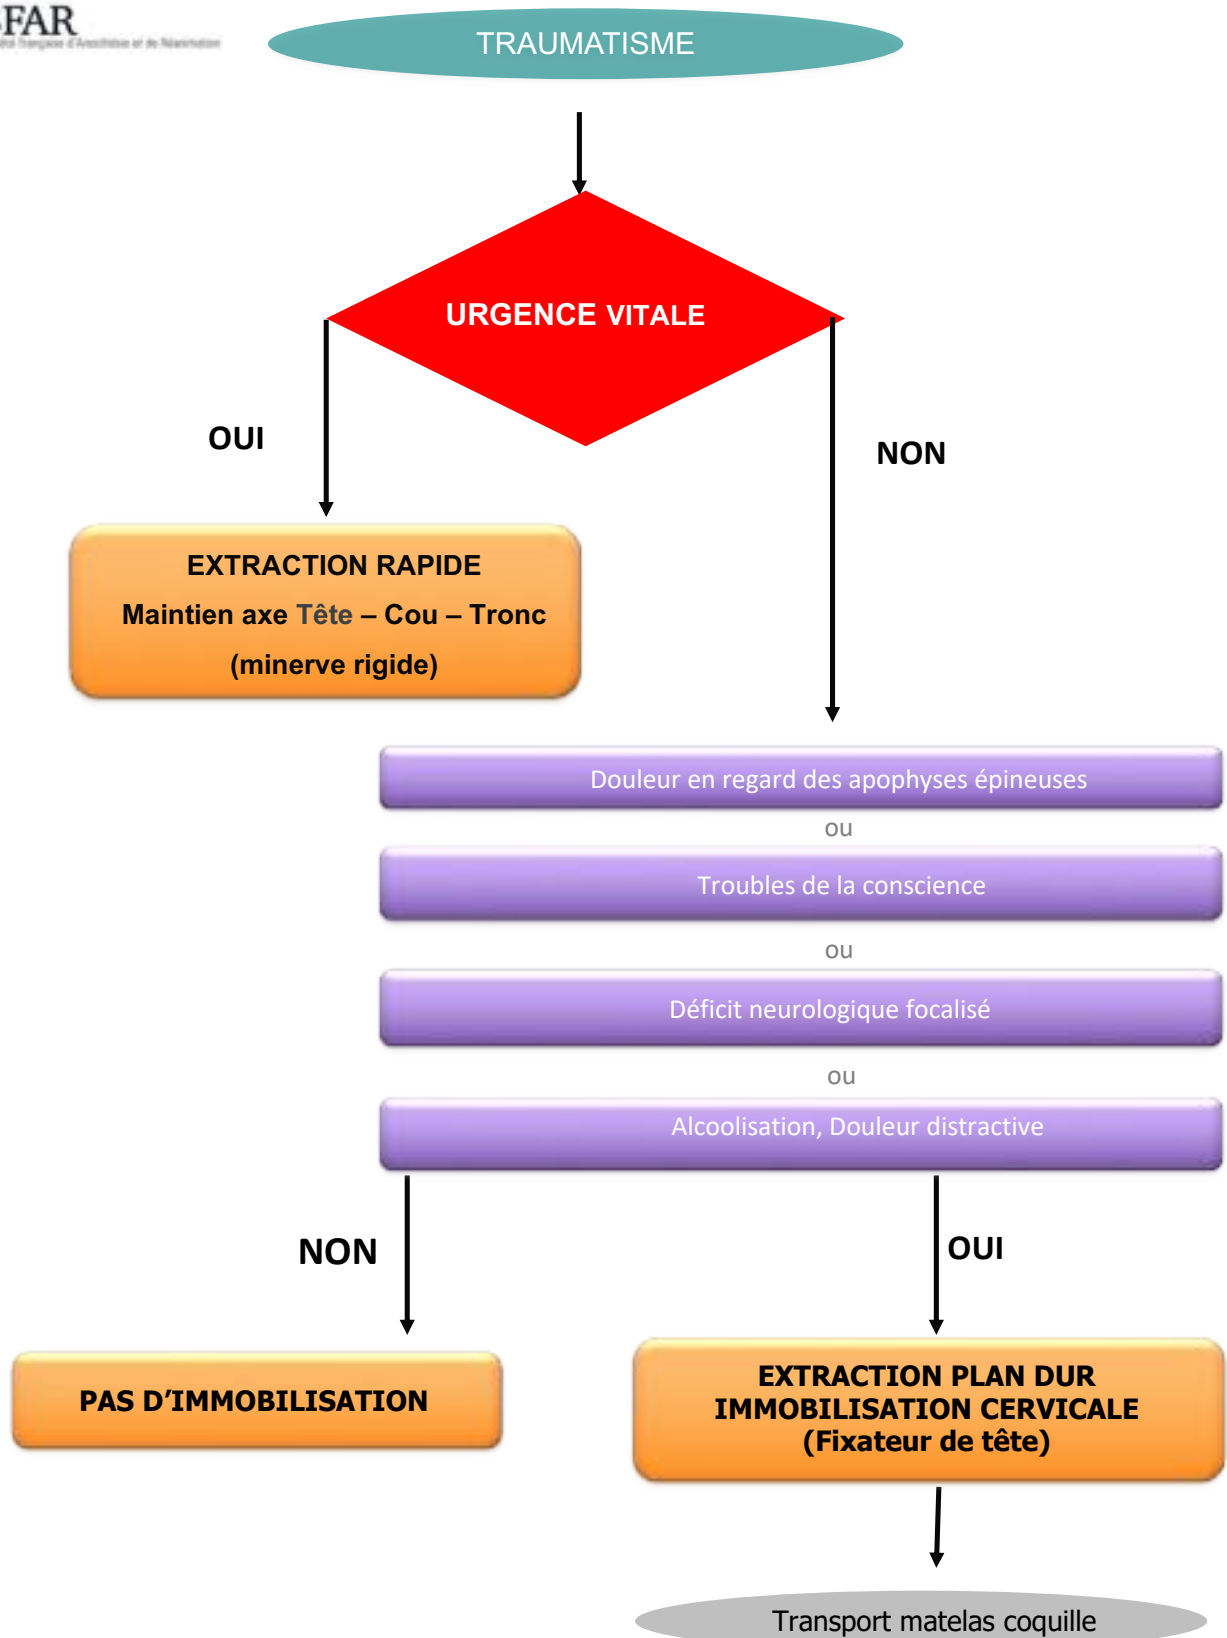 SFAR
TRAUMATISME
URGENCE VITALE
OUI
NON
EXTRACTION RAPIDE
Maintien axe Tête – Cou – Tronc
(minerve rigide)
Douleur en regard des apophyses épineuses
ou
Troubles de la conscience
ou
Déficit neurologique focalisé
ou
Alcoolisation, Douleur distractive
NON
OUI
PAS D’IMMOBILISATION
EXTRACTION PLAN DUR
IMMOBILISATION CERVICALE
(Fixateur de tête)
Transport matelas coquille